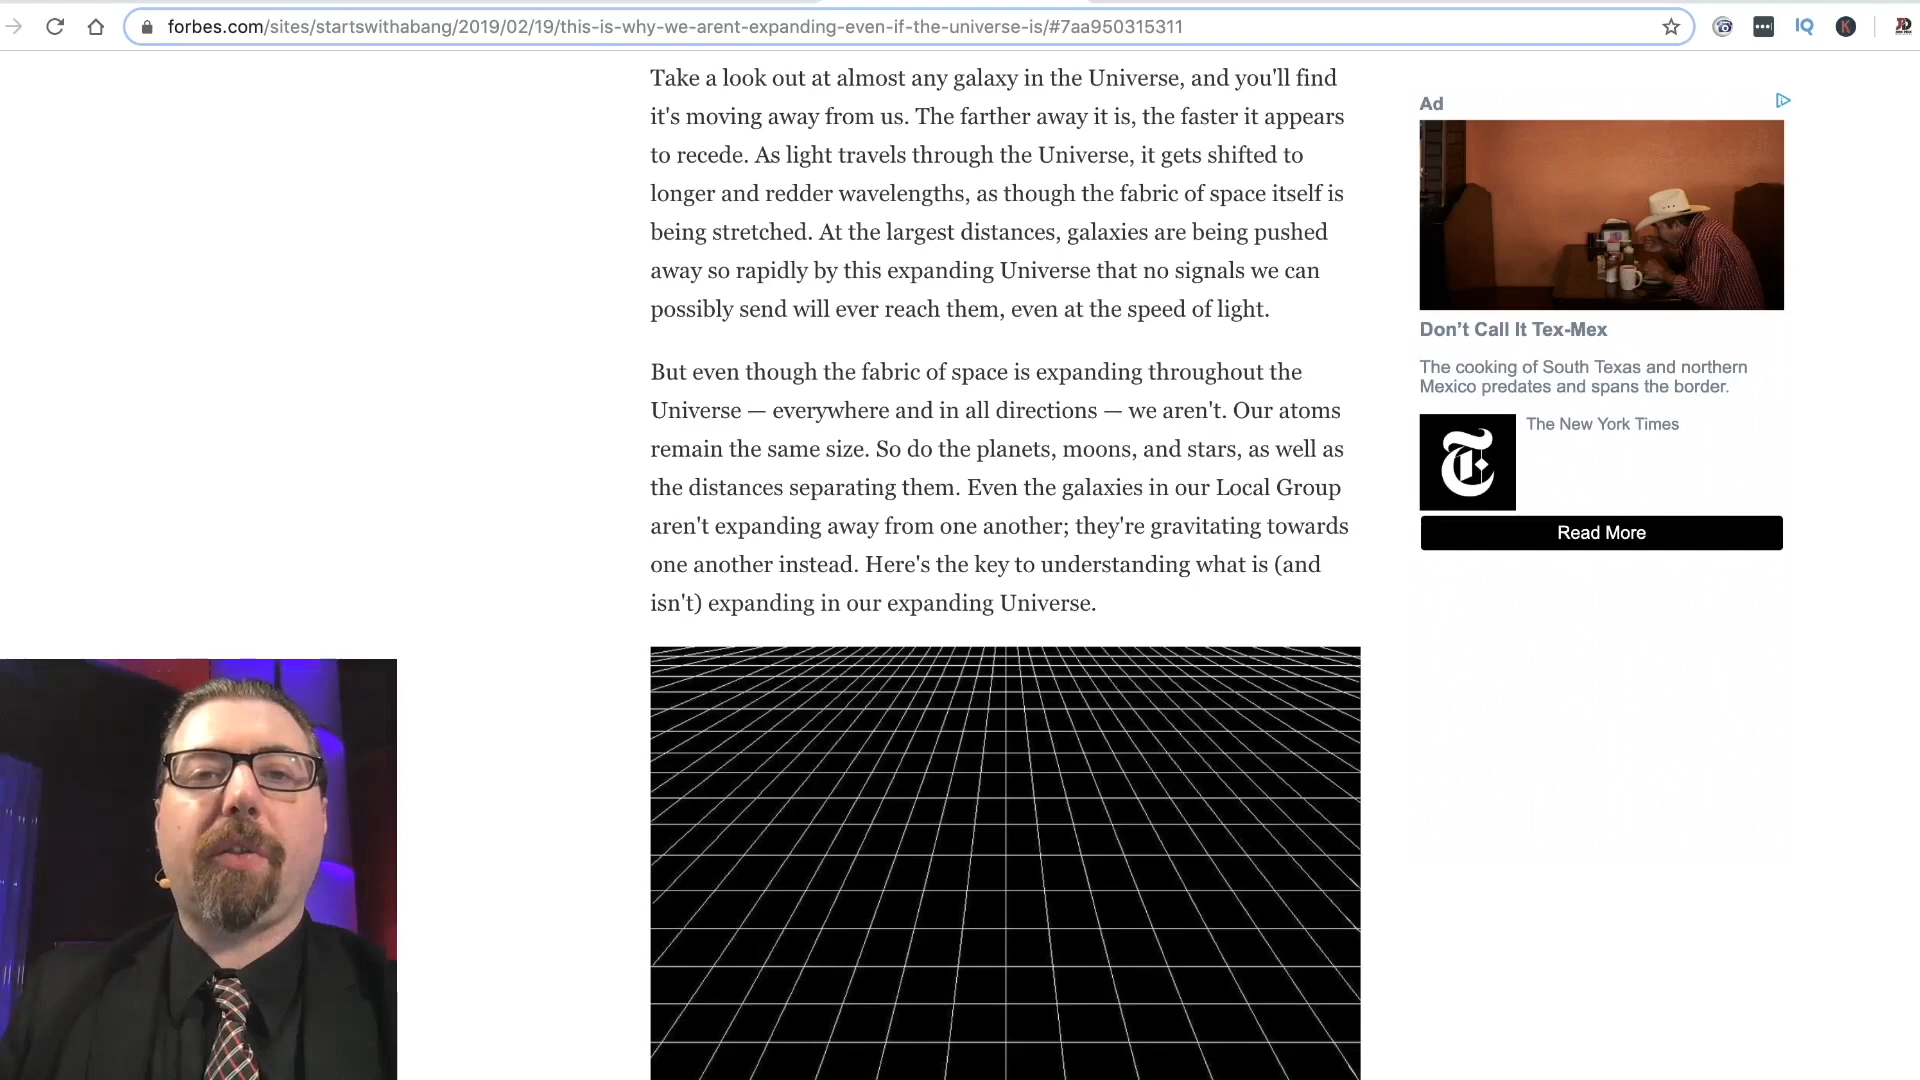 forbes.com/sites/startswithabang/2019/02/19/this-is-why-we-arent-expanding-even-if-the-universe-is/#7aa950315311
IQ
K
Take a look out at almost any galaxy in the Universe, and you'll find
it's moving away from us. The farther away it is, the faster it appears
to recede. As light travels through the Universe, it gets shifted to
longer and redder wavelengths, as though the fabric of space itself is
being stretched. At the largest distances, galaxies are being pushed
away so rapidly by this expanding Universe that no signals we can
possibly send will ever reach them, even at the speed of light.
But even though the fabric of space is expanding throughout the
Universe — everywhere and in all directions — we aren't. Our atoms
remain the same size. So do the planets, moons, and stars, as well as
the distances separating them. Even the galaxies in our Local Group
aren't expanding away from one another; they're gravitating towards
one another instead. Here's the key to understanding what is (and
isn't) expanding in our expanding Universe.
Ad
Don’t Call It Tex-Mex
The cooking of South Texas and northern
Mexico predates and spans the border.
T
The New York Times
Read More